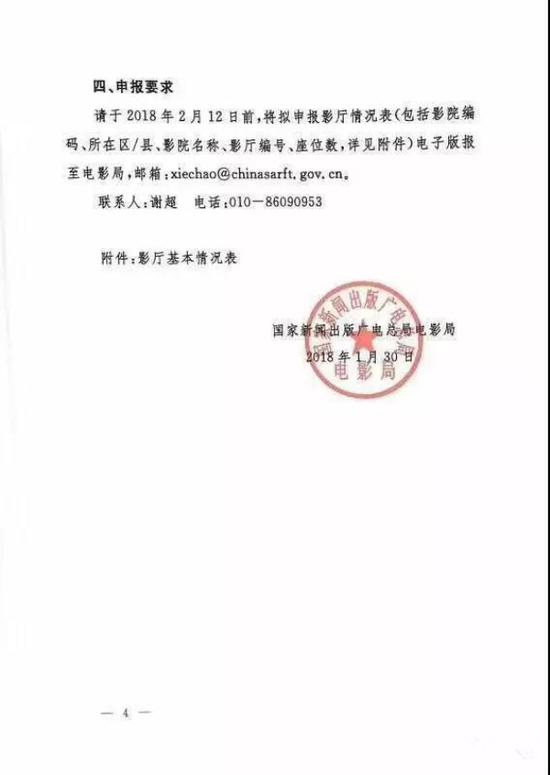 四、申报要求
请于2018年2月12日前,将拟申报影厅情况表(包括影院编
码、所在区/县、影院名称、影厅编号、座位数,详见附件)电子版报
至电影局,邮箱:xiechao@chinasarft.gov.cn。
联系人:谢超 电话:010-86090953
附件:影厅基本情况表
国家新闻出版广电总局电影局
2018年1月30日
国家新闻出版广电总局
电影局
— 4 —